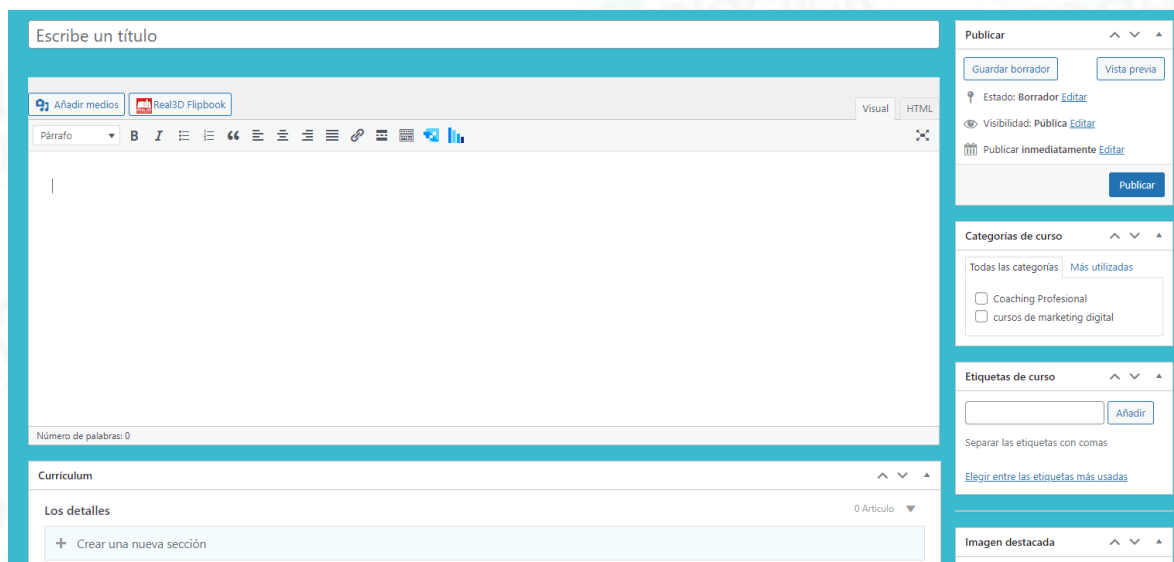 Escribe un título
Añadir medios
Real3D Flipbook
Visual
HTML
Párrafo
Número de palabras: 0
Currículum
Los detalles
0 Articulo
Crear una nueva sección
Publicar
Guardar borrador
Vista previa
Estado: Borrador Editar
Visibilidad: Pública Editar
Publicar inmediatamente Editar
Publicar
Categorías de curso
Todas las categorías
Más utilizadas
Coaching Profesional
cursos de marketing digital
Etiquetas de curso
Añadir
Separar las etiquetas con comas
Elegir entre las etiquetas más usadas
Imagen destacada